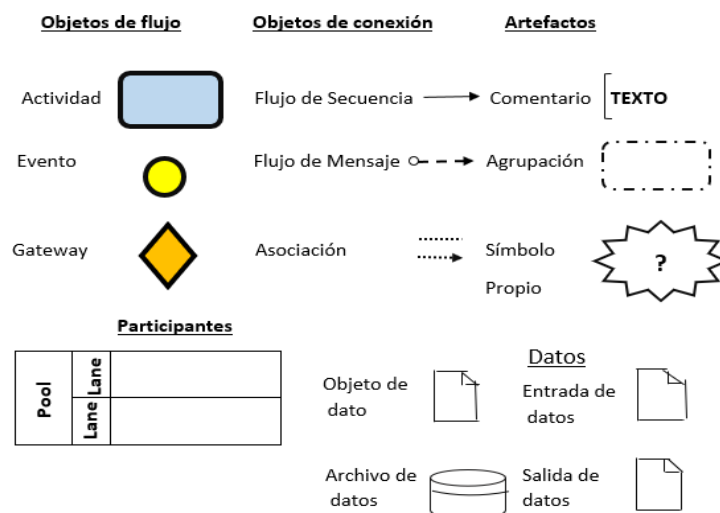 Objetos de flujo
Objetos de conexión
Artefactos
Actividad
Flujo de Secuencia
Comentario
TEXTO
Evento
Flujo de Mensaje
Agrupación
Gateway
Asociación
Símbolo
Propio
?
Participantes
Pool
Lane
Lane
Datos
Objeto de
dato
Entrada de
datos
Archivo de
datos
Salida de
datos